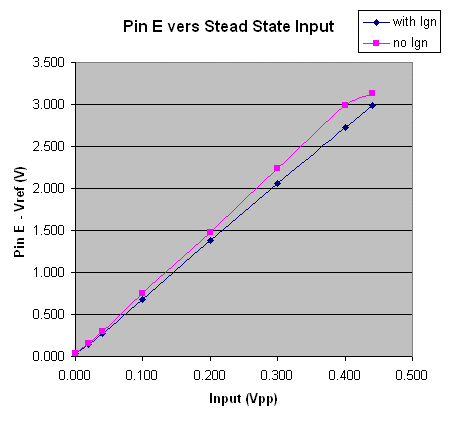 Pin E vers Stead State Input
with Ign
no Ign
3.500
3.000
2.500
2.000
1.500
1.000
0.500
0.000
Pin E - Vref (V)
0.000 0.100 0.200 0.300 0.400 0.500
Input (Vpp)